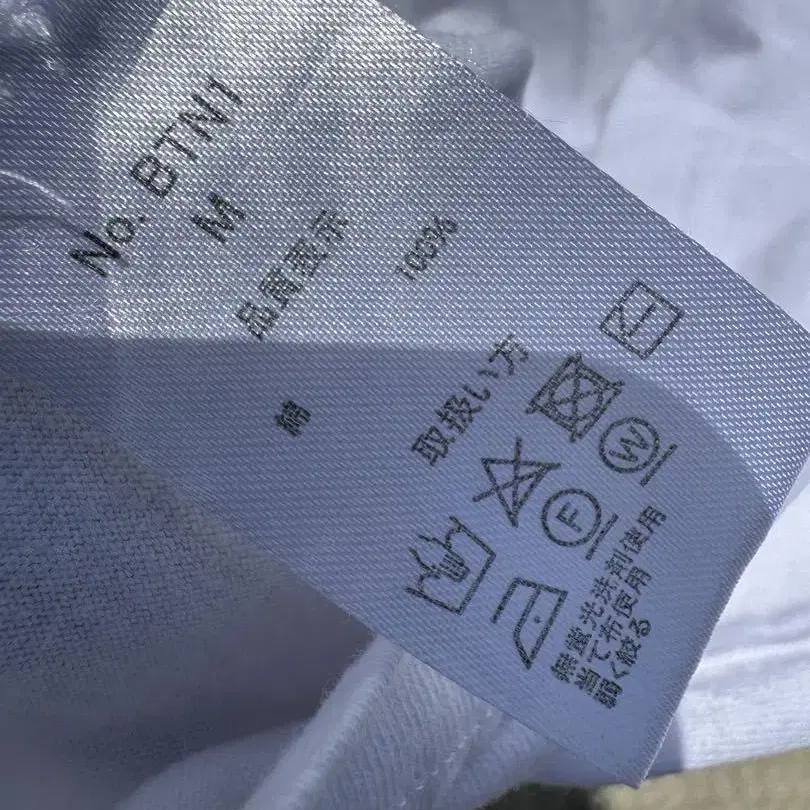 No. BTN1
M
品質表示
綿 100%
取扱い方
F W
無蛍光洗剤使用
当て布使用
弱く絞る